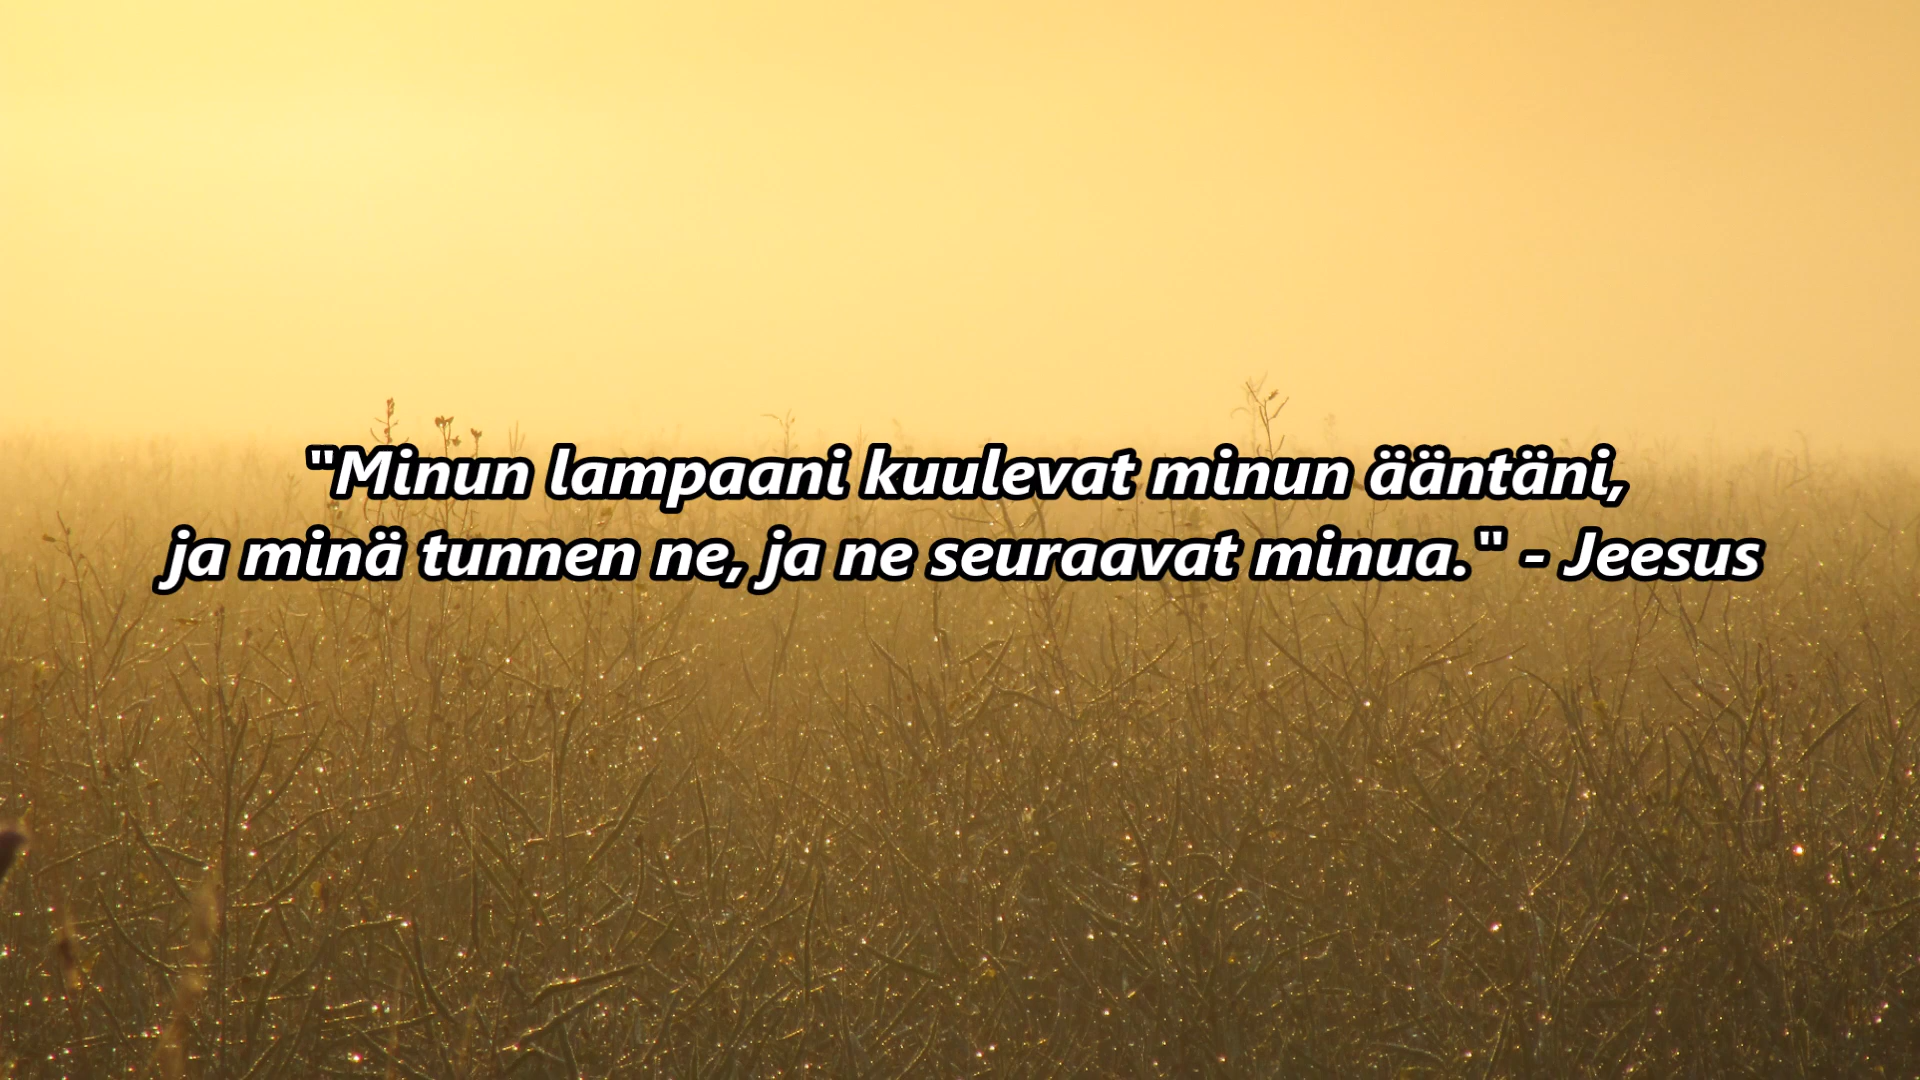 "Minun lampaani kuulevat minun ääntäni,
ja minä tunnen ne, ja ne seuraavat minua." - Jeesus